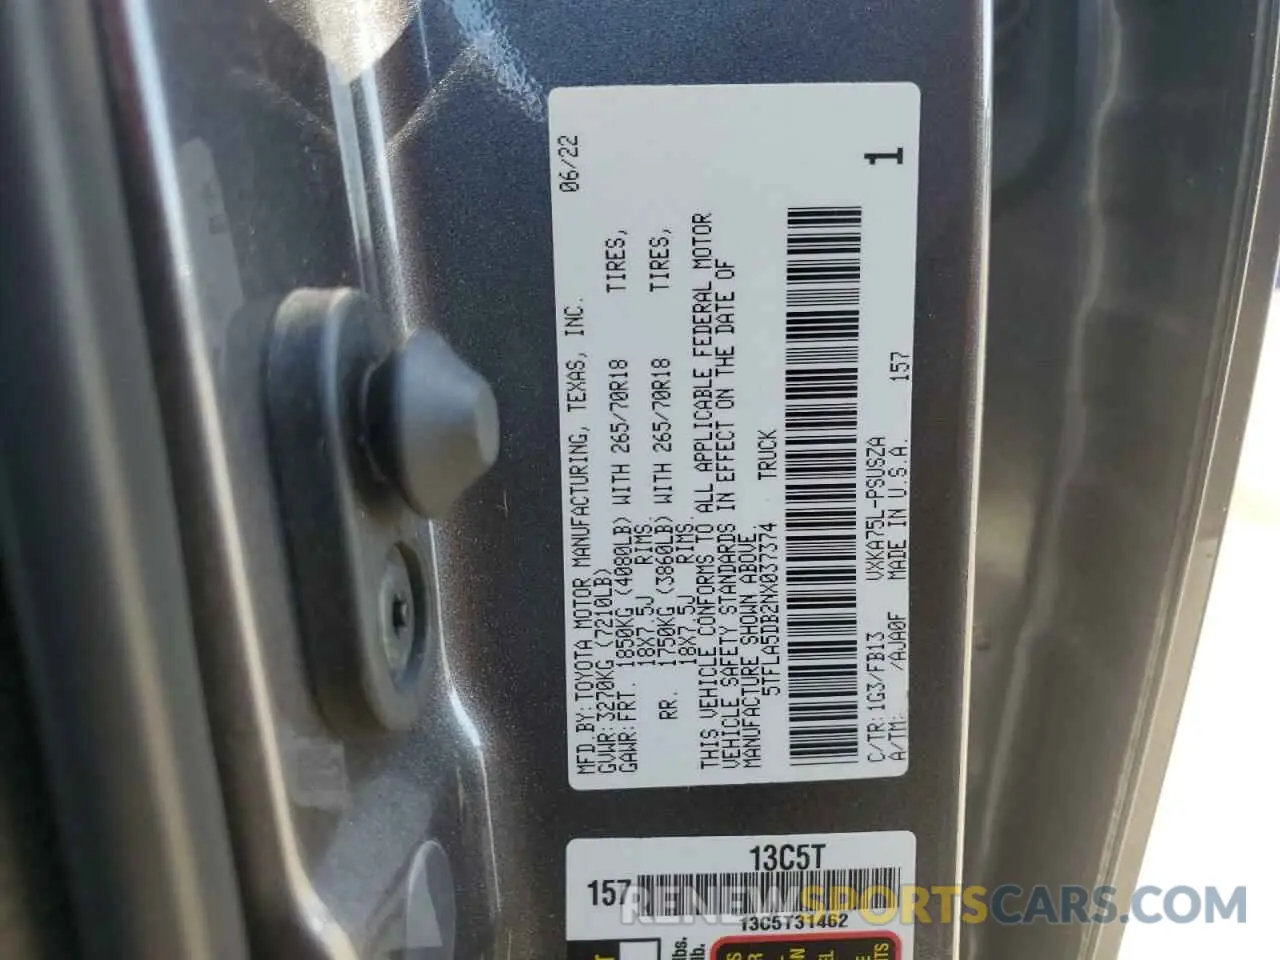 MFD.BY: TOYOTA MOTOR MANUFACTURING, TEXAS, INC. 06/22
GVWR: 3270KG (7210LB)
GAWR: FRT. 1850KG (4080LB) WITH 265/70R18 TIRES,
18X7.5J RIMS.
RR. 1750KG (3860LB) WITH 265/70R18 TIRES,
18X7.5J RIMS.
THIS VEHICLE CONFORMS TO ALL APPLICABLE FEDERAL MOTOR
VEHICLE SAFETY STANDARDS IN EFFECT ON THE DATE OF
MANUFACTURE SHOWN ABOVE.
5TFLA5DB2NX037374 TRUCK
C/TR: 1G3/FB13 VXKA75L-PSUSZA
A/TM: /AJA0F MADE IN U.S.A. 157
1
13C5T
157
13C5T31462
RENEWSPORTSCARS.COM
lbs.
lb.